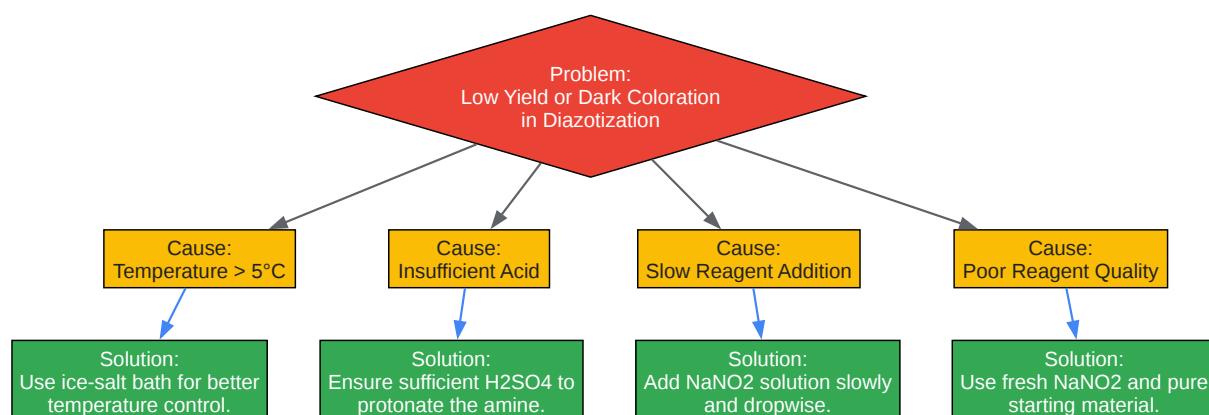 Problem:
Low Yield or Dark Coloration
in Diazotization
Cause:
Temperature > 5°C
Cause:
Insufficient Acid
Cause:
Slow Reagent Addition
Cause:
Poor Reagent Quality
Solution:
Use ice-salt bath for better
temperature control.
Solution:
Ensure sufficient H2SO4 to
protonate the amine.
Solution:
Add NaNO2 solution slowly
and dropwise.
Solution:
Use fresh NaNO2 and pure
starting material.